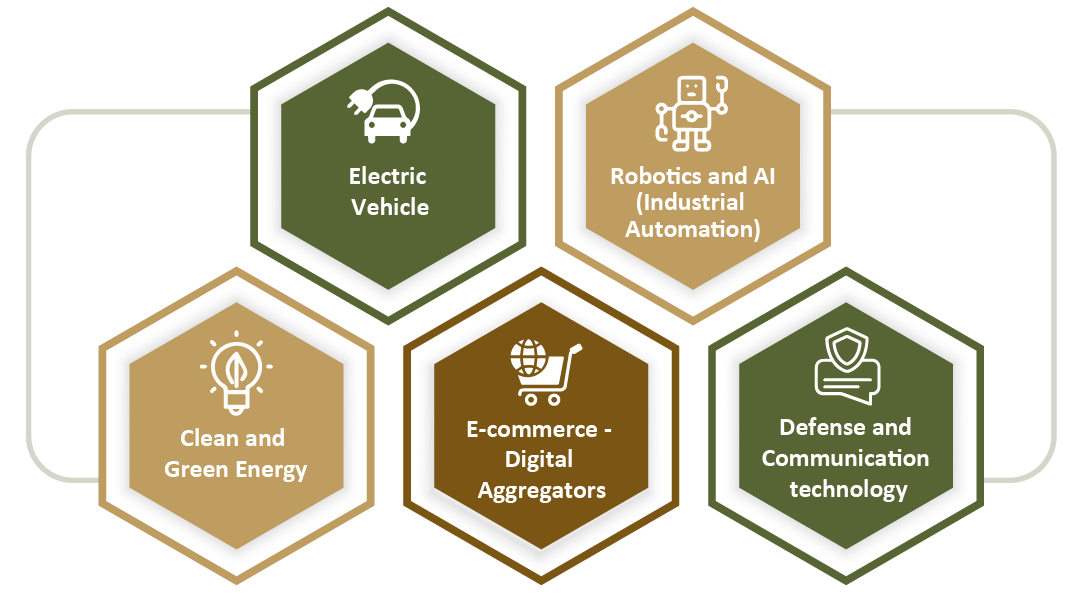 Electric
Vehicle
Robotics and AI
(Industrial
Automation)
Clean and
Green Energy
E-commerce -
Digital
Aggregators
Defense and
Communication
technology